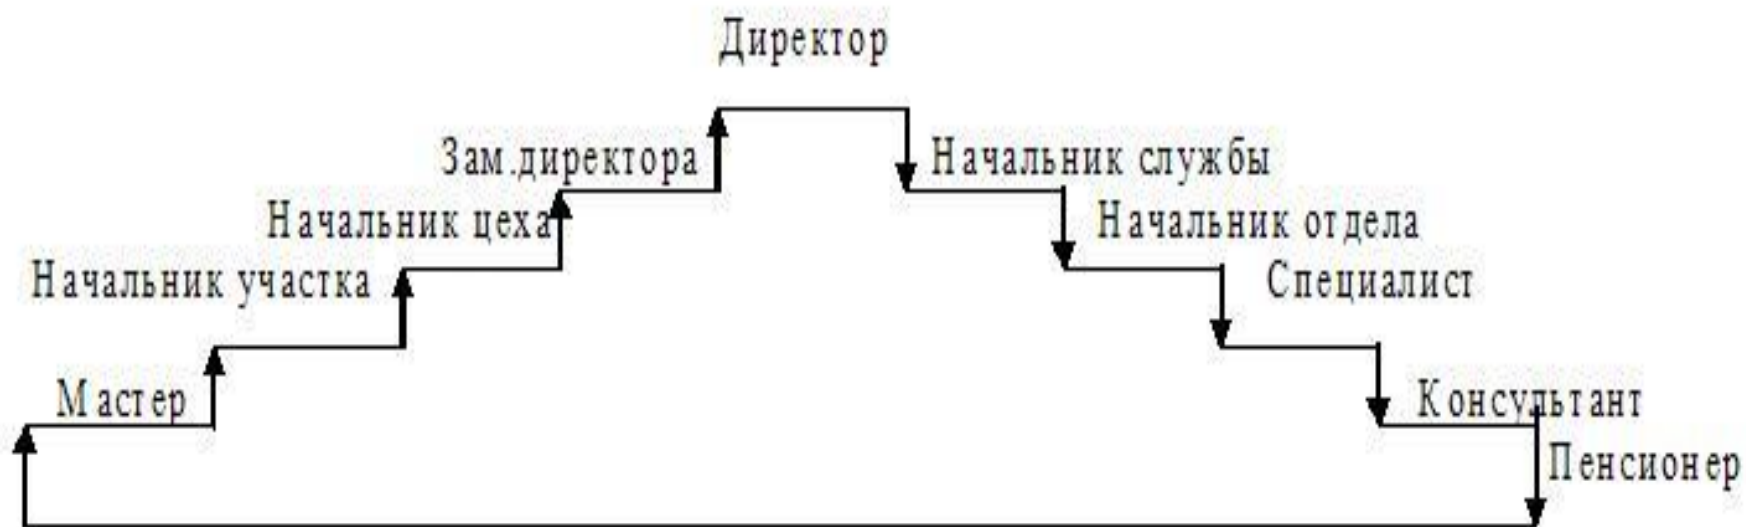 Директор
Зам.директора
Начальник службы
Начальник цеха
Начальник отдела
Начальник участка
Специалист
Мастер
Консультант
Пенсионер